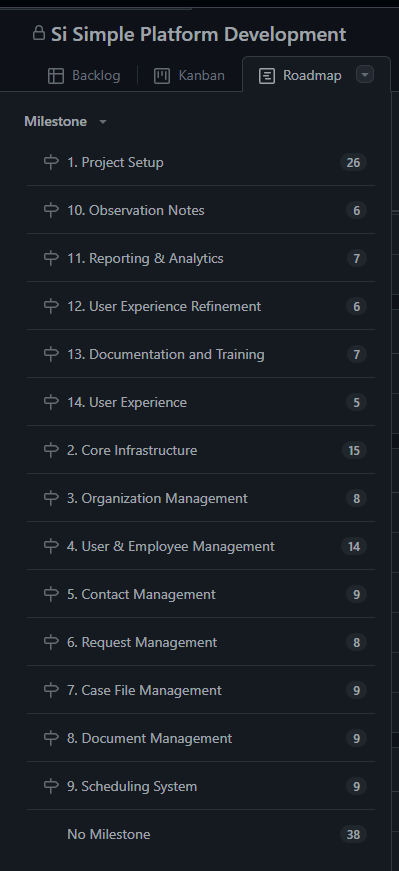 Si Simple Platform Development
Backlog Kanban Roadmap
Milestone
1. Project Setup 26
10. Observation Notes 6
11. Reporting & Analytics 7
12. User Experience Refinement 6
13. Documentation and Training 7
14. User Experience 5
2. Core Infrastructure 15
3. Organization Management 8
4. User & Employee Management 14
5. Contact Management 9
6. Request Management 8
7. Case File Management 9
8. Document Management 9
9. Scheduling System 9
No Milestone 38